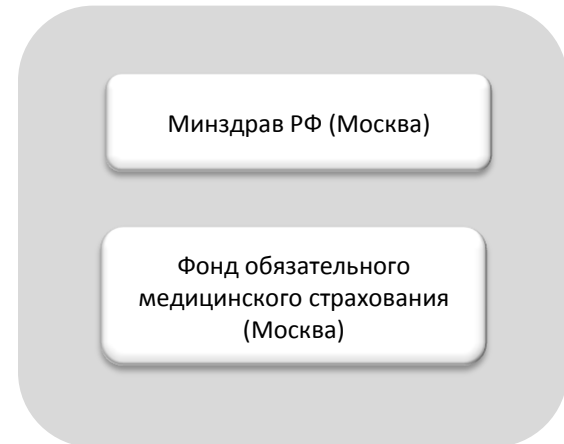 Минздрав РФ (Москва)
Фонд обязательного
медицинского страхования
(Москва)